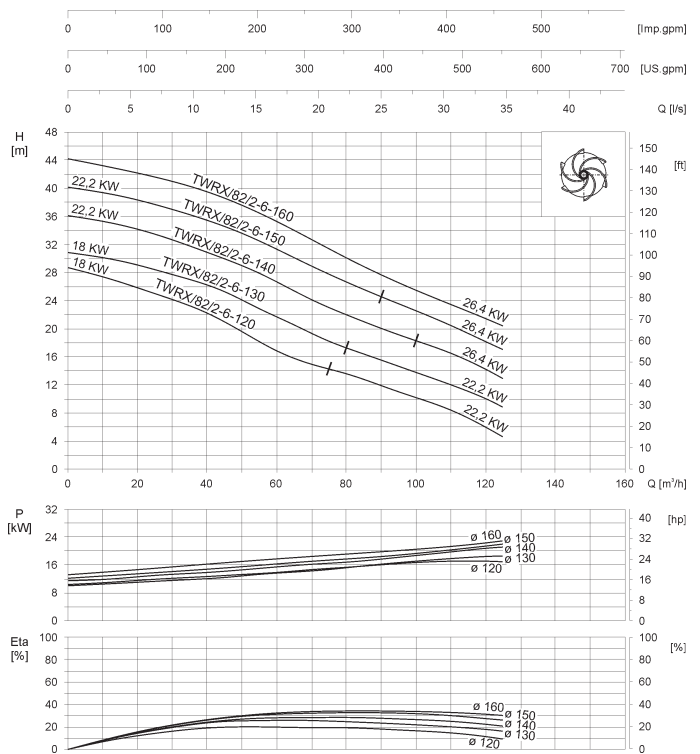 0 100 200 300 400 500 [Imp.gpm]
0 100 200 300 400 500 600 700 [US.gpm]
0 5 10 15 20 25 30 35 40 Q [l/s]
H
[m]
48
44
40
36
32
28
24
20
16
12
8
4
0
150
140
130
120
110
100
90
80
70
60
50
40
30
20
10
0
[ft]
TWRX/82/2-6-160
22,2 KW
TWRX/82/2-6-150
22,2 KW
TWRX/82/2-6-140
18 KW
TWRX/82/2-6-130
18 KW
TWRX/82/2-6-120
26,4 KW
26,4 KW
26,4 KW
22,2 KW
22,2 KW
0 20 40 60 80 100 120 140 160 Q [m³/h]
P
[kW]
32
24
16
8
0
40
32
24
16
8
0
[hp]
ø 160
ø 150
ø 140
ø 130
ø 120
Eta
[%]
100
80
60
40
20
0
100
80
60
40
20
0
[%]
ø 160
ø 150
ø 140
ø 130
ø 120